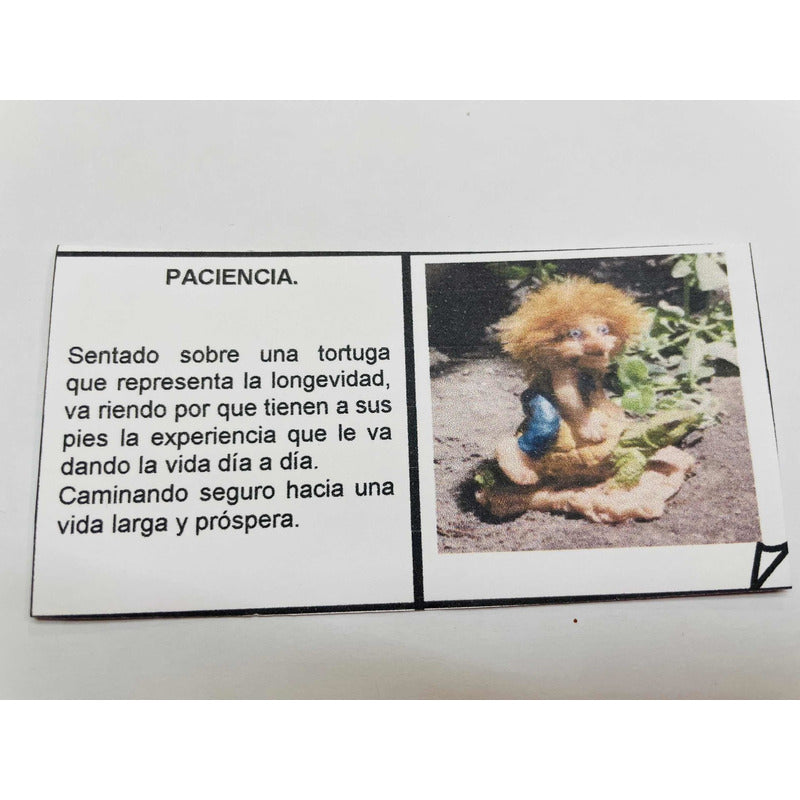 PACIENCIA.
Sentado sobre una tortuga
que representa la longevidad,
va riendo por que tienen a sus
pies la experiencia que le va
dando la vida día a día.
Caminando seguro hacia una
vida larga y próspera.